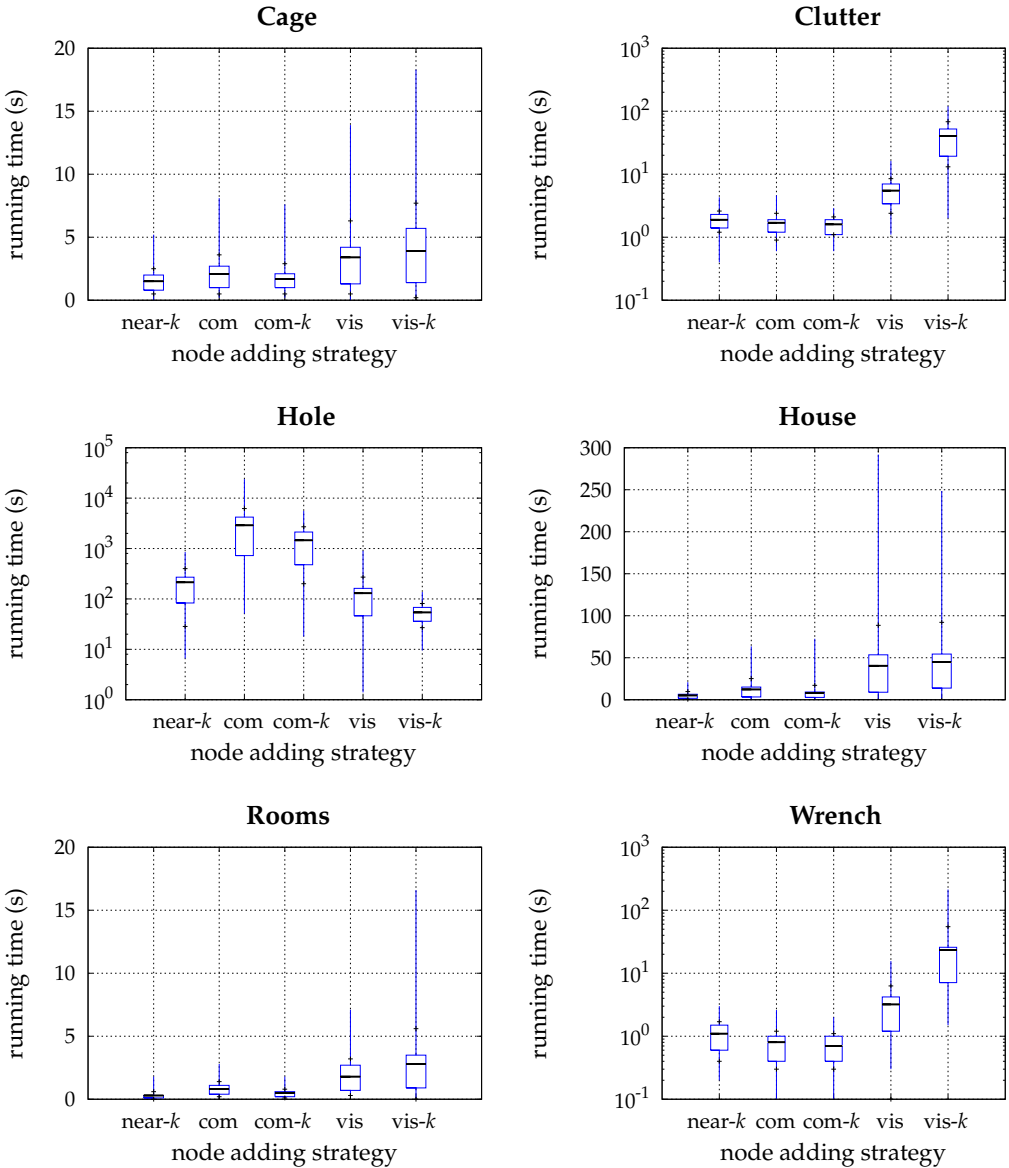 Cage
running time (s)
20
15
10
5
0
near-k com com-k vis vis-k
node adding strategy
Clutter
running time (s)
10^3
10^2
10^1
10^0
10^-1
near-k com com-k vis vis-k
node adding strategy
Hole
running time (s)
10^5
10^4
10^3
10^2
10^1
10^0
near-k com com-k vis vis-k
node adding strategy
House
running time (s)
300
250
200
150
100
50
0
near-k com com-k vis vis-k
node adding strategy
Rooms
running time (s)
20
15
10
5
0
near-k com com-k vis vis-k
node adding strategy
Wrench
running time (s)
10^3
10^2
10^1
10^0
10^-1
near-k com com-k vis vis-k
node adding strategy